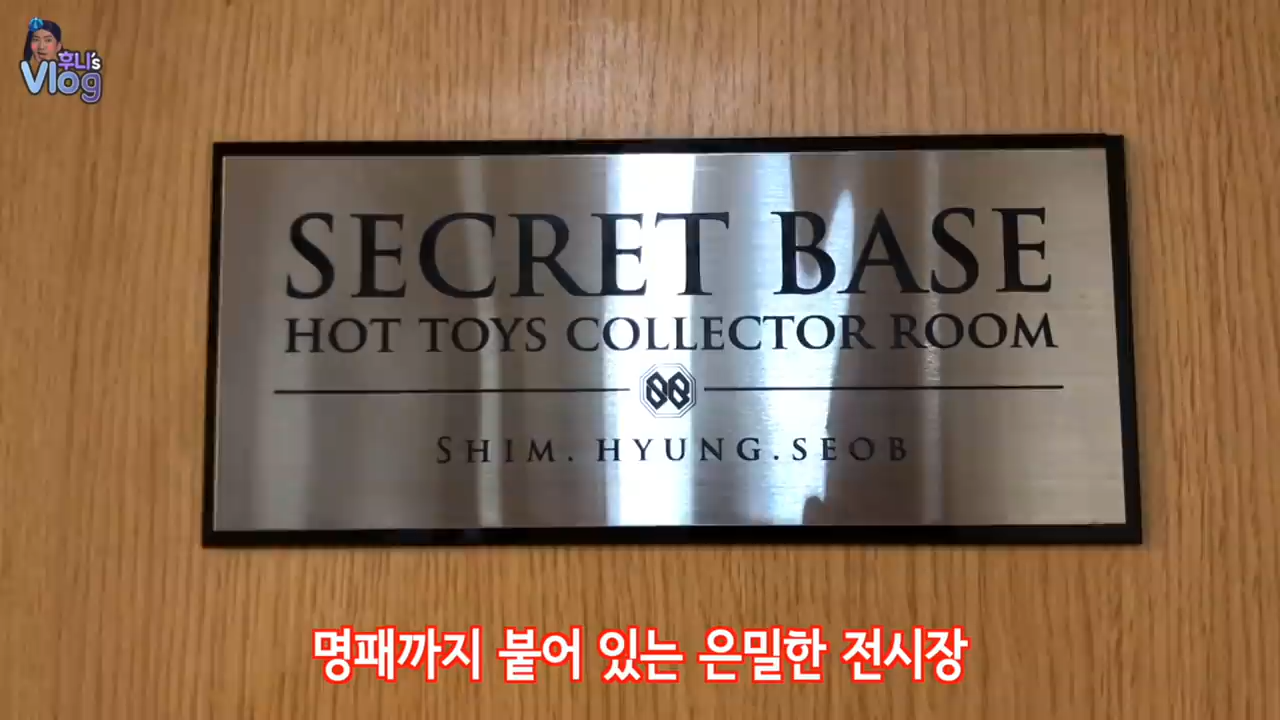 후니's
Vlog
SECRET BASE
HOT TOYS COLLECTOR ROOM
SHIM. HYUNG.SEOB
명패까지 붙어 있는 은밀한 전시장